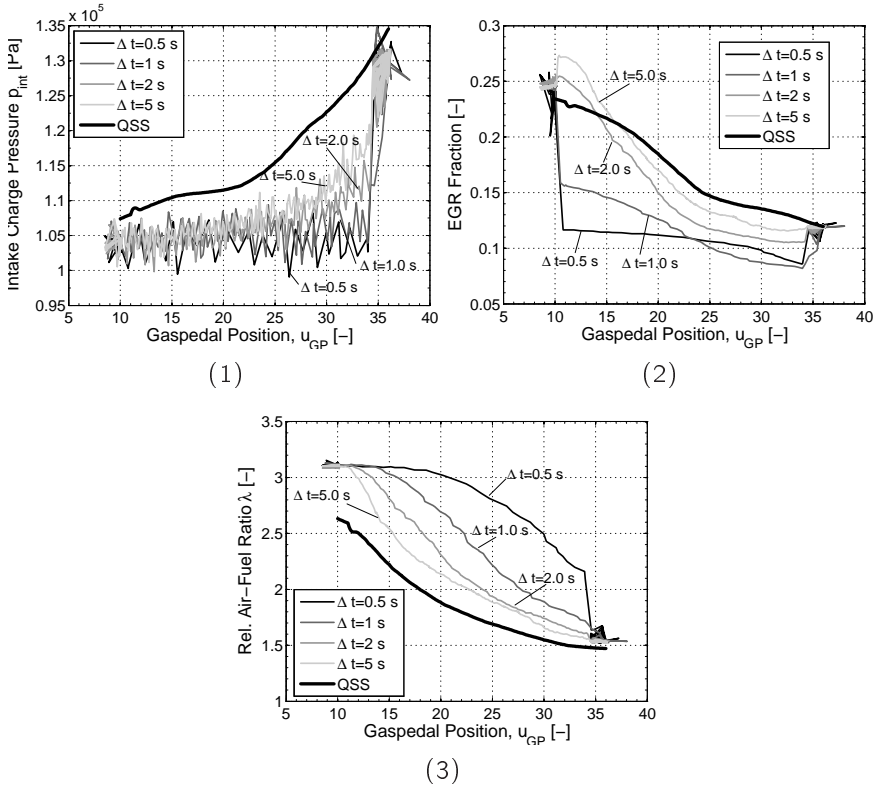 x 10⁵
1.35
1.3
1.25
1.2
1.15
1.1
1.05
1
0.95
5 10 15 20 25 30 35 40
Intake Charge Pressure p_int [Pa]
Gaspedal Position, u_GP [−]
Δ t=0.5 s
Δ t=1 s
Δ t=2 s
Δ t=5 s
QSS
Δ t=2.0 s
Δ t=5.0 s
Δ t=1.0 s
Δ t=0.5 s
(1)
0.3
0.25
0.2
0.15
0.1
0.05
5 10 15 20 25 30 35 40
EGR Fraction [−]
Gaspedal Position, u_GP [−]
Δ t=0.5 s
Δ t=1 s
Δ t=2 s
Δ t=5 s
QSS
Δ t=5.0 s
Δ t=2.0 s
Δ t=0.5 s
Δ t=1.0 s
(2)
3.5
3
2.5
2
1.5
1
5 10 15 20 25 30 35 40
Rel. Air−Fuel Ratio λ [−]
Gaspedal Position, u_GP [−]
Δ t=0.5 s
Δ t=5.0 s
Δ t=1.0 s
Δ t=2.0 s
Δ t=0.5 s
Δ t=1 s
Δ t=2 s
Δ t=5 s
QSS
(3)